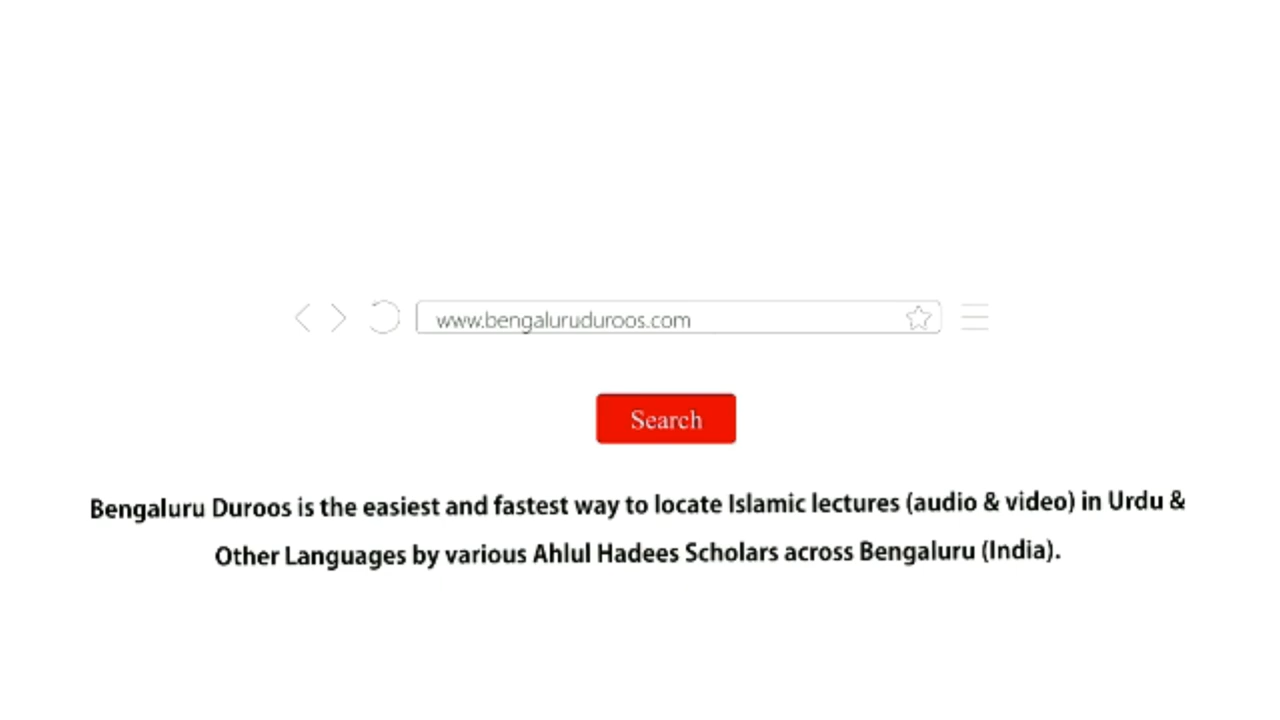 www.bengaluruduroos.com
Search
Bengaluru Duroos is the easiest and fastest way to locate Islamic lectures (audio & video) in Urdu &
Other Languages by various Ahlul Hadees Scholars across Bengaluru (India).